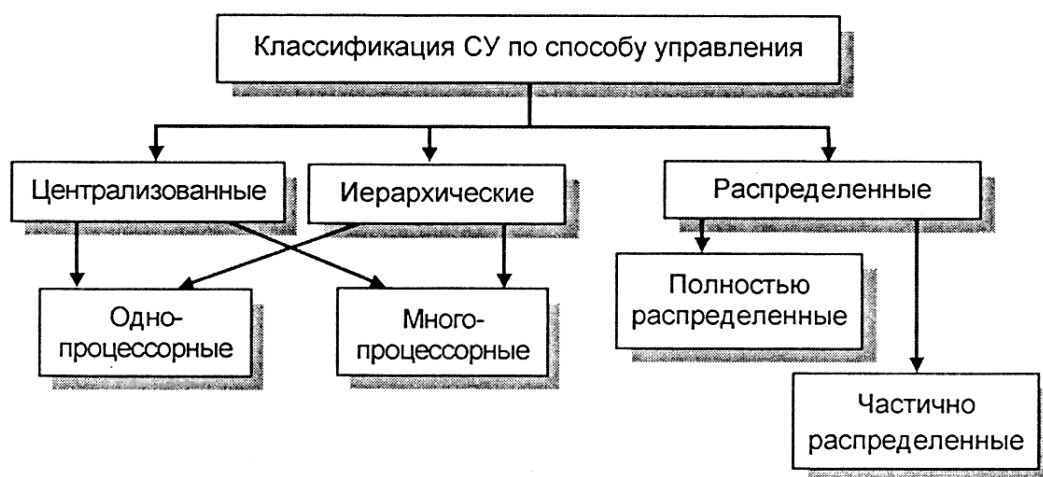 Классификация СУ по способу управления
Централизованные
Иерархические
Распределенные
Одно-
процессорные
Много-
процессорные
Полностью
распределенные
Частично
распределенные